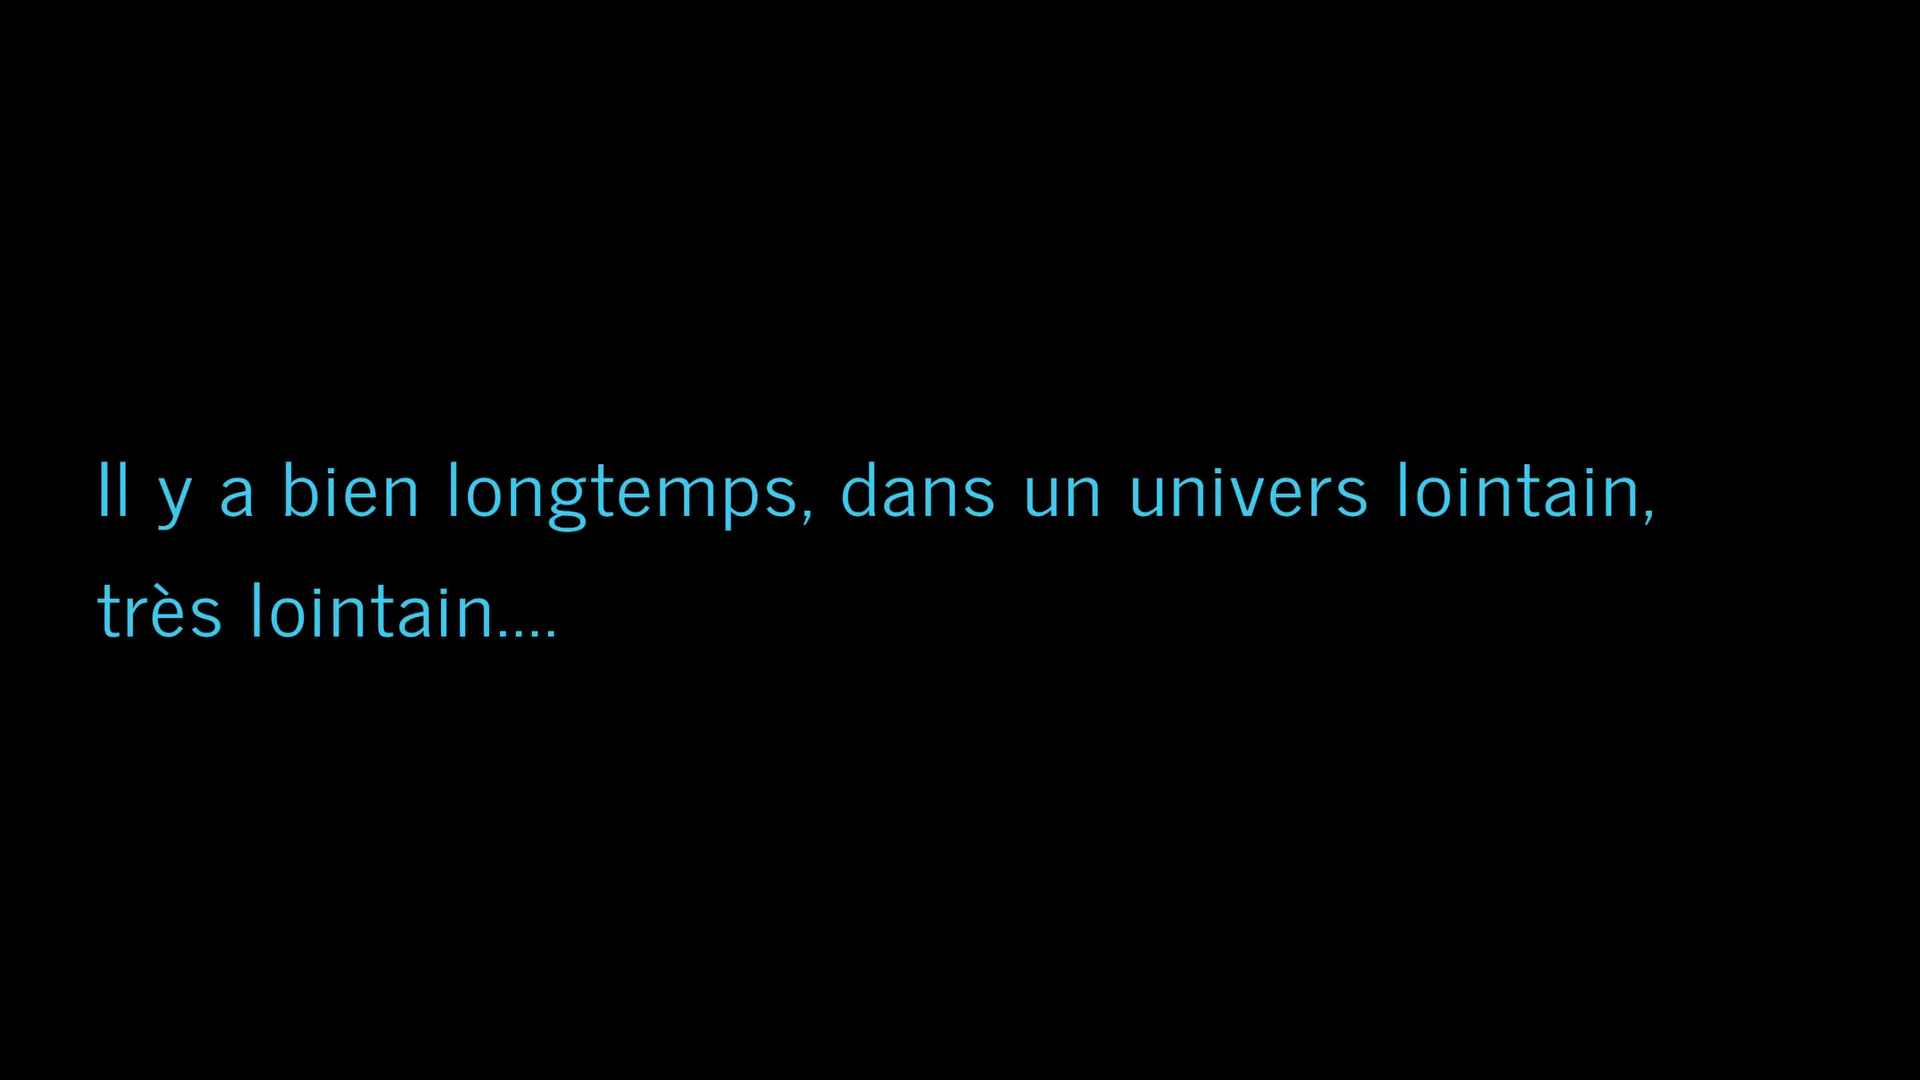 Il y a bien longtemps, dans un univers lointain,
très lointain....